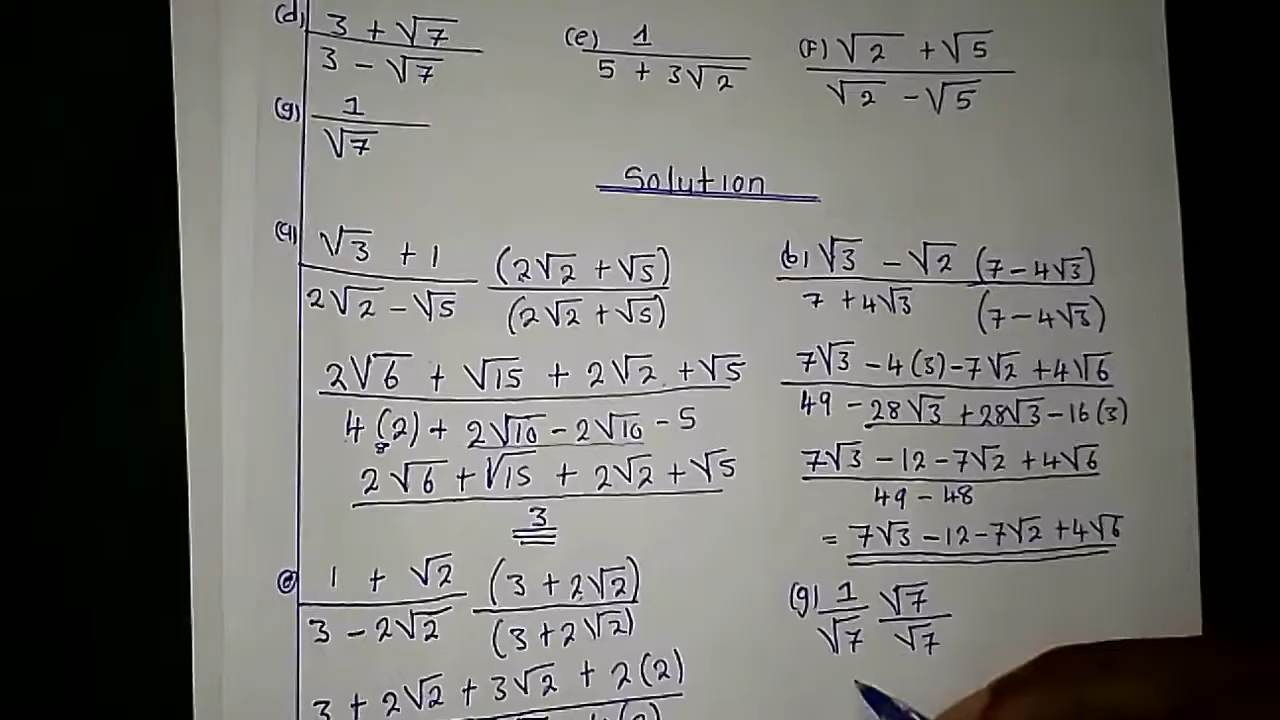 (d) 3 + √7 / 3 − √7 (e) 1 / 5 + 3√2 (f) √2 + √5 / √2 − √5
(g) 1 / √7
Solution
(a) √3 + 1 / 2√2 − √5 (2√2 + √5) / (2√2 + √5)
2√6 + √15 + 2√2 + √5
4(2) + 2√10 − 2√10 − 5
8
2√6 + √15 + 2√2 + √5
3
(b) √3 − √2 / 7 + 4√3 (7 − 4√3) / (7 − 4√3)
7√3 − 4(3) − 7√2 + 4√6
49 − 28√3 + 28√3 − 16(3)
7√3 − 12 − 7√2 + 4√6
49 − 48
= 7√3 − 12 − 7√2 + 4√6
1 + √2 / 3 − 2√2 (3 + 2√2) / (3 + 2√2)
3 + 2√2 + 3√2 + 2(2)
(g) 1 / √7 √7 / √7